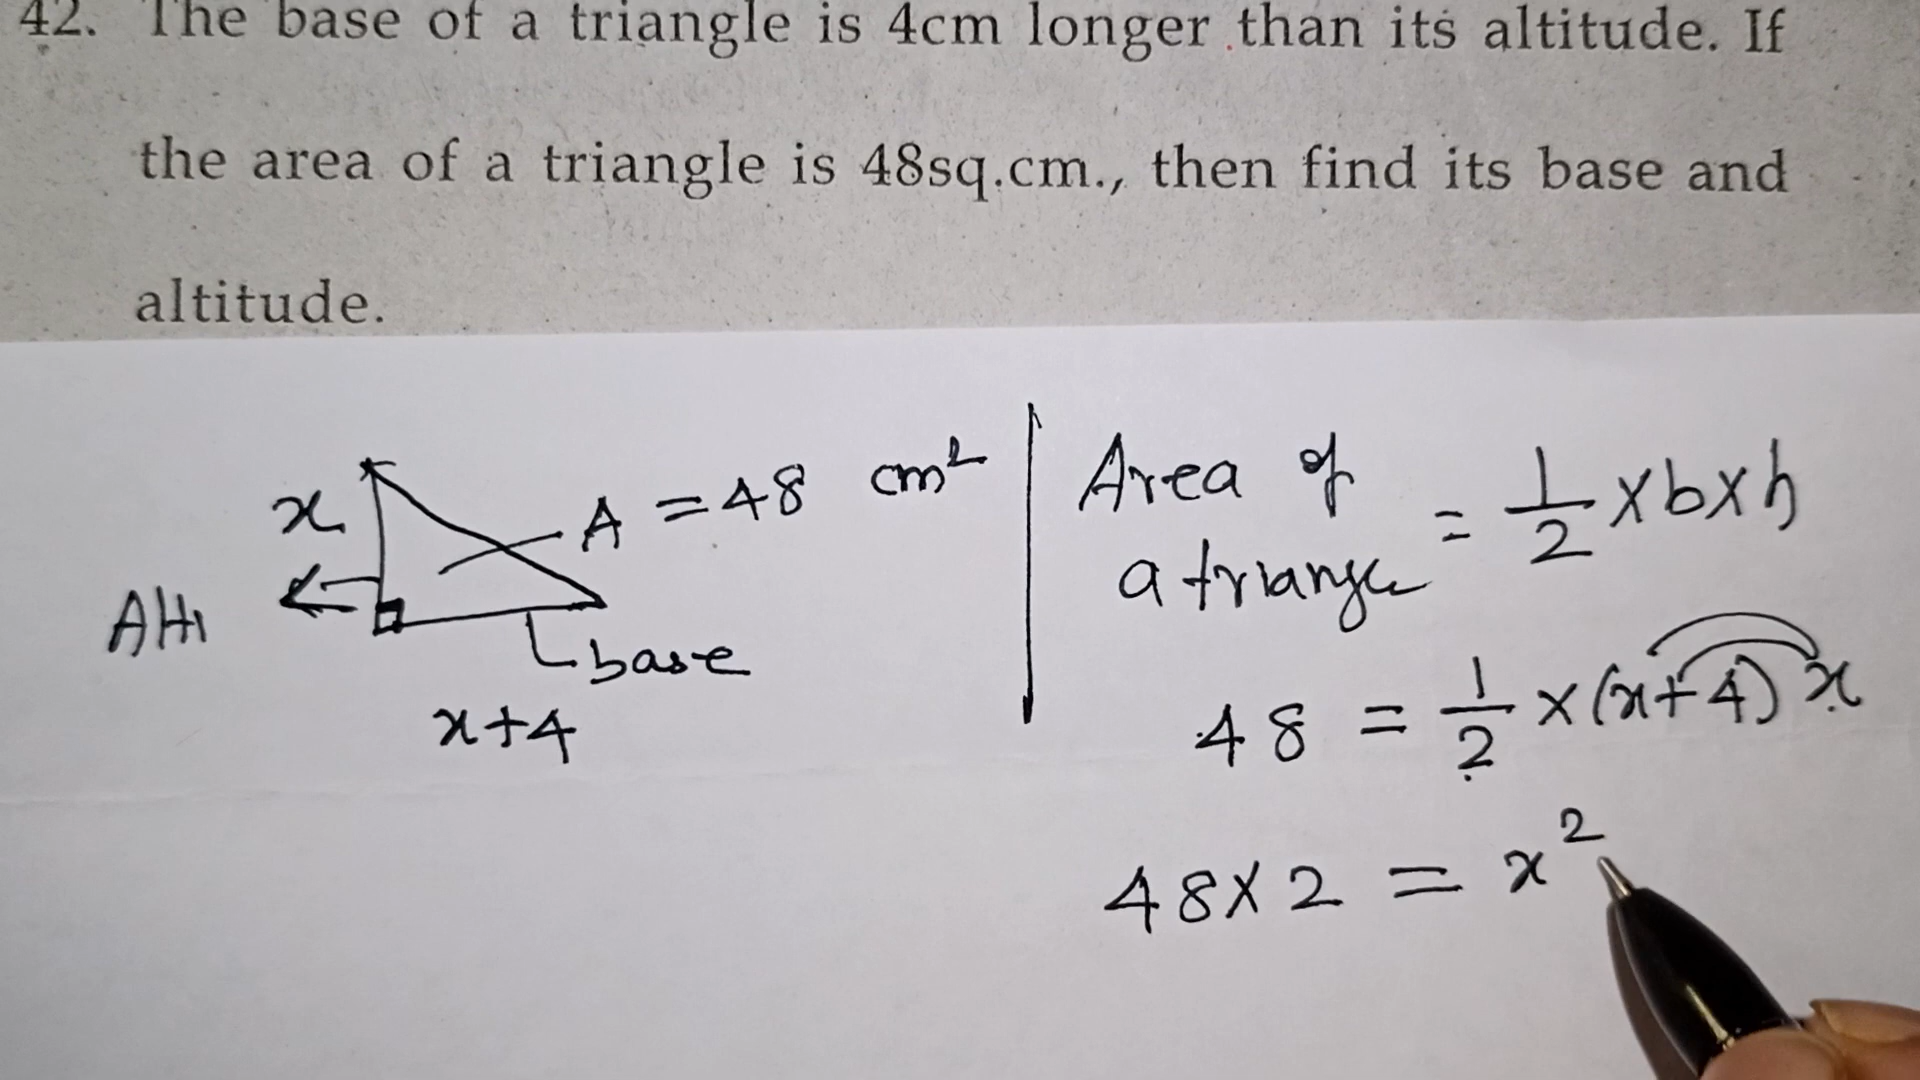 42. The base of a triangle is 4cm longer than its altitude. If
the area of a triangle is 48sq.cm., then find its base and
altitude.
x
A = 48 cm²
Alti
base
x+4
Area of
a triangle = 1/2 × b × h
48 = 1/2 × (x+4) x
48 × 2 = x²